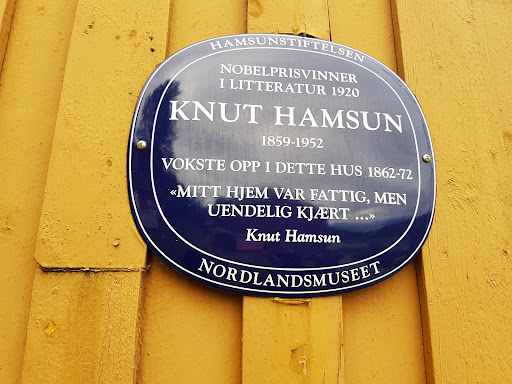 HAMSUNSTIFTELSEN
NOBELPRISVINNER
I LITTERATUR 1920
KNUT HAMSUN
1859-1952
VOKSTE OPP I DETTE HUS 1862-72
«MITT HJEM VAR FATTIG, MEN
UENDELIG KJÆRT ...»
Knut Hamsun
NORDLANDSMUSEET